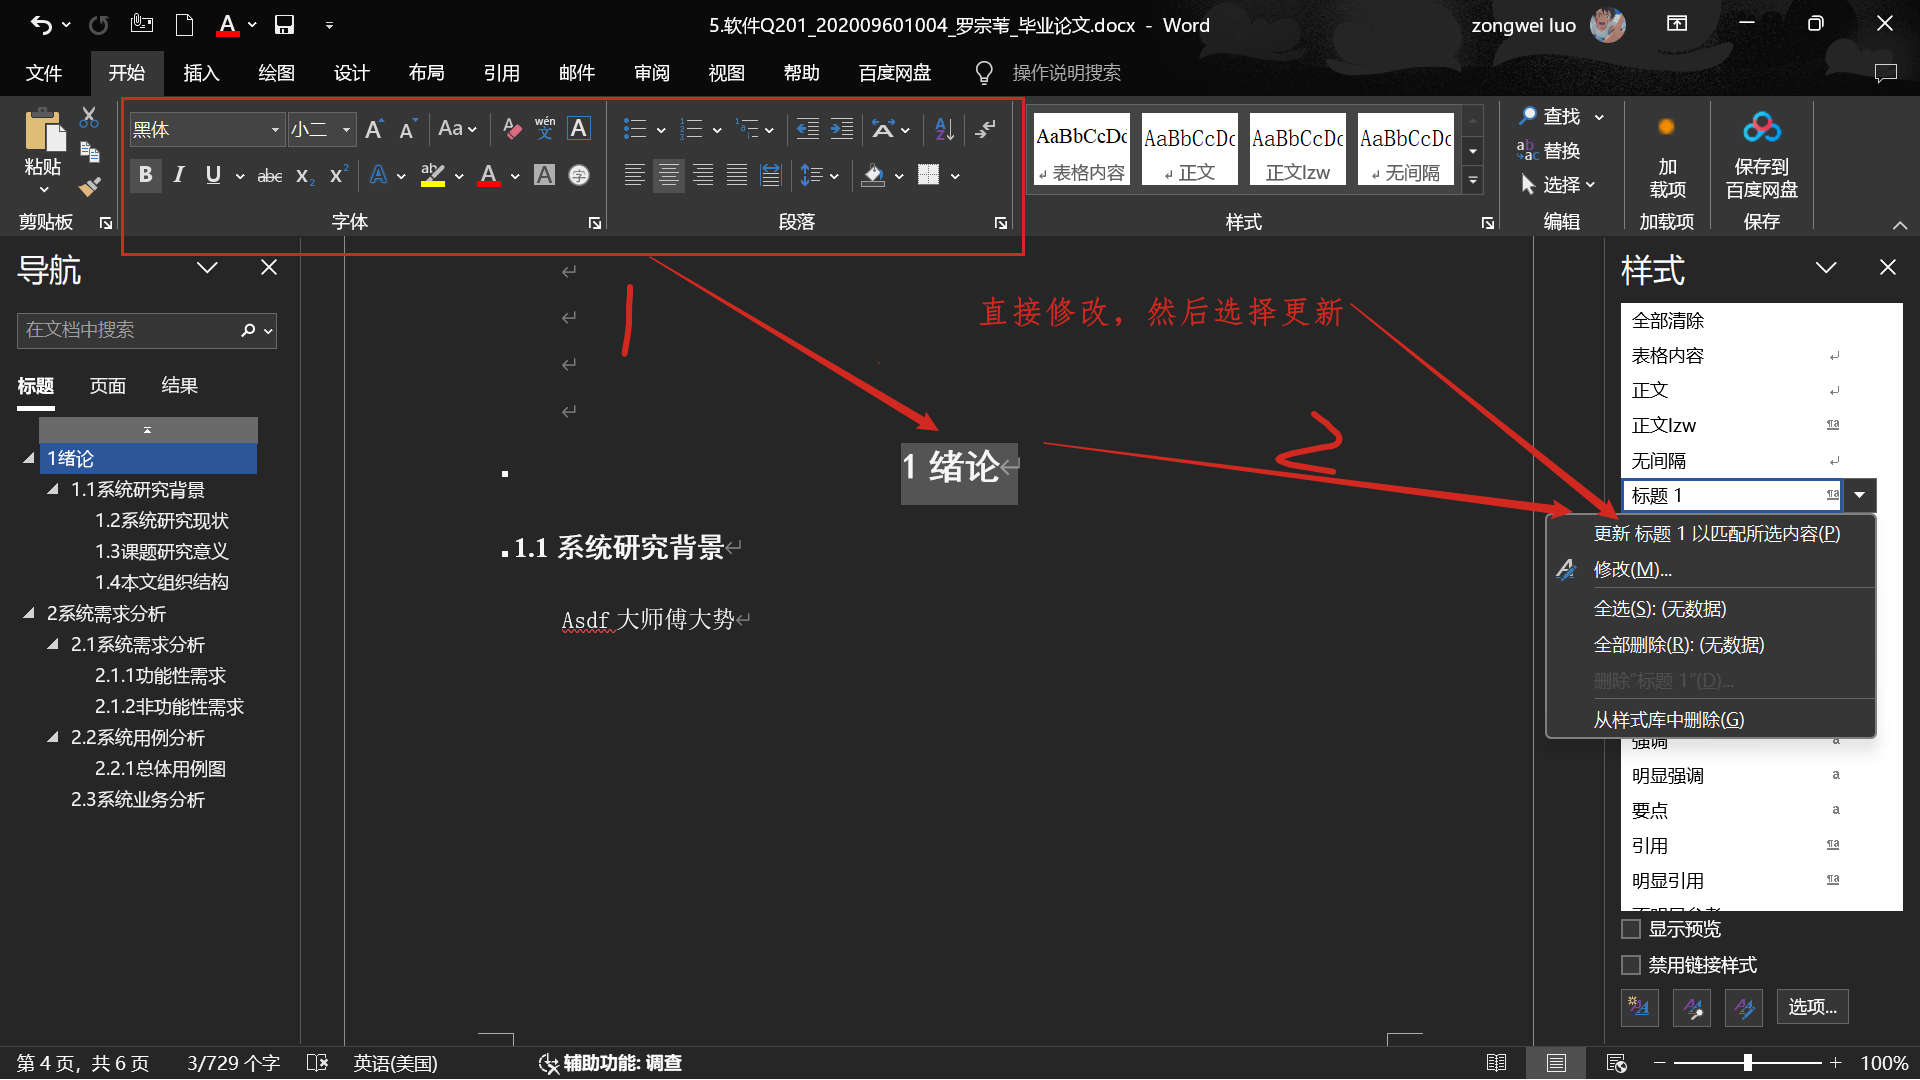 5.软件Q201_202009601004_罗宗苇_毕业论文.docx - Word
zongwei luo
文件 开始 插入 绘图 设计 布局 引用 邮件 审阅 视图 帮助 百度网盘 操作说明搜索
粘贴
剪贴板
黑体 小二 Aa wén 文 A
B I U abc x₂ x² A ab A A 字
字体
段落
AaBbCcDc AaBbCcDc AaBbCcDc AaBbCcDc
表格内容 正文 正文lzw 无间隔
样式
查找
替换
选择
编辑
加
载项
加载项
保存到
百度网盘
保存
导航
在文档中搜索
标题 页面 结果
1绪论
1.1系统研究背景
1.2系统研究现状
1.3课题研究意义
1.4本文组织结构
2系统需求分析
2.1系统需求分析
2.1.1功能性需求
2.1.2非功能性需求
2.2系统用例分析
2.2.1总体用例图
2.3系统业务分析
1
直接修改，然后选择更新
2
1 绪论
1.1 系统研究背景
Asdf 大师傅大势
样式
全部清除
表格内容
正文
正文lzw
无间隔
标题 1
更新 标题 1 以匹配所选内容(P)
修改(M)...
全选(S): (无数据)
全部删除(R): (无数据)
删除“标题 1”(D)...
从样式库中删除(G)
强调
明显强调
要点
引用
明显引用
显示预览
禁用链接样式
选项...
第 4 页，共 6 页 3/729 个字 英语(美国) 辅助功能: 调查 100%